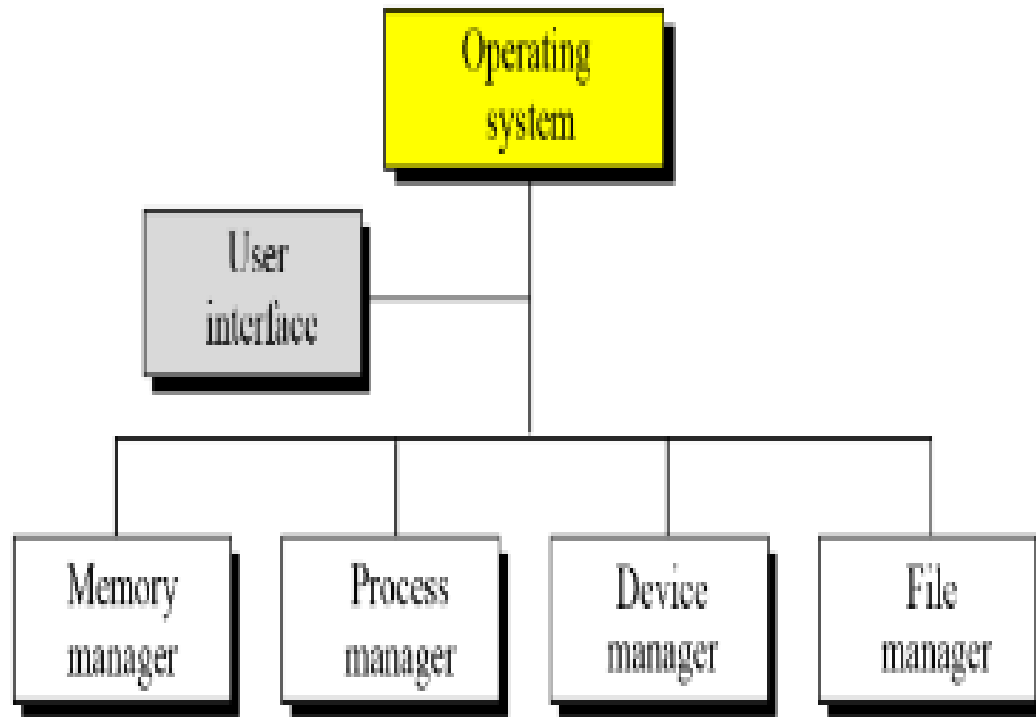 Operating
system
User
interface
Memory
manager
Process
manager
Device
manager
File
manager